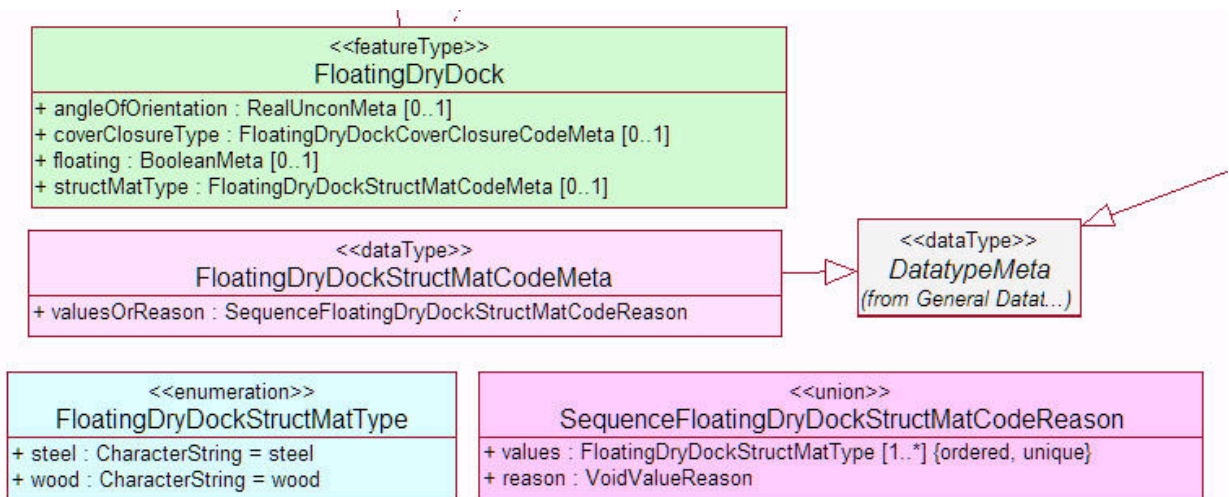 <<featureType>>
FloatingDryDock
+ angleOfOrientation : RealUnconMeta [0..1]
+ coverClosureType : FloatingDryDockCoverClosureCodeMeta [0..1]
+ floating : BooleanMeta [0..1]
+ structMatType : FloatingDryDockStructMatCodeMeta [0..1]
<<dataType>>
FloatingDryDockStructMatCodeMeta
+ valuesOrReason : SequenceFloatingDryDockStructMatCodeReason
<<dataType>>
DatatypeMeta
(from General Datat...)
<<enumeration>>
FloatingDryDockStructMatType
+ steel : CharacterString = steel
+ wood : CharacterString = wood
<<union>>
SequenceFloatingDryDockStructMatCodeReason
+ values : FloatingDryDockStructMatType [1..*] {ordered, unique}
+ reason : VoidValueReason